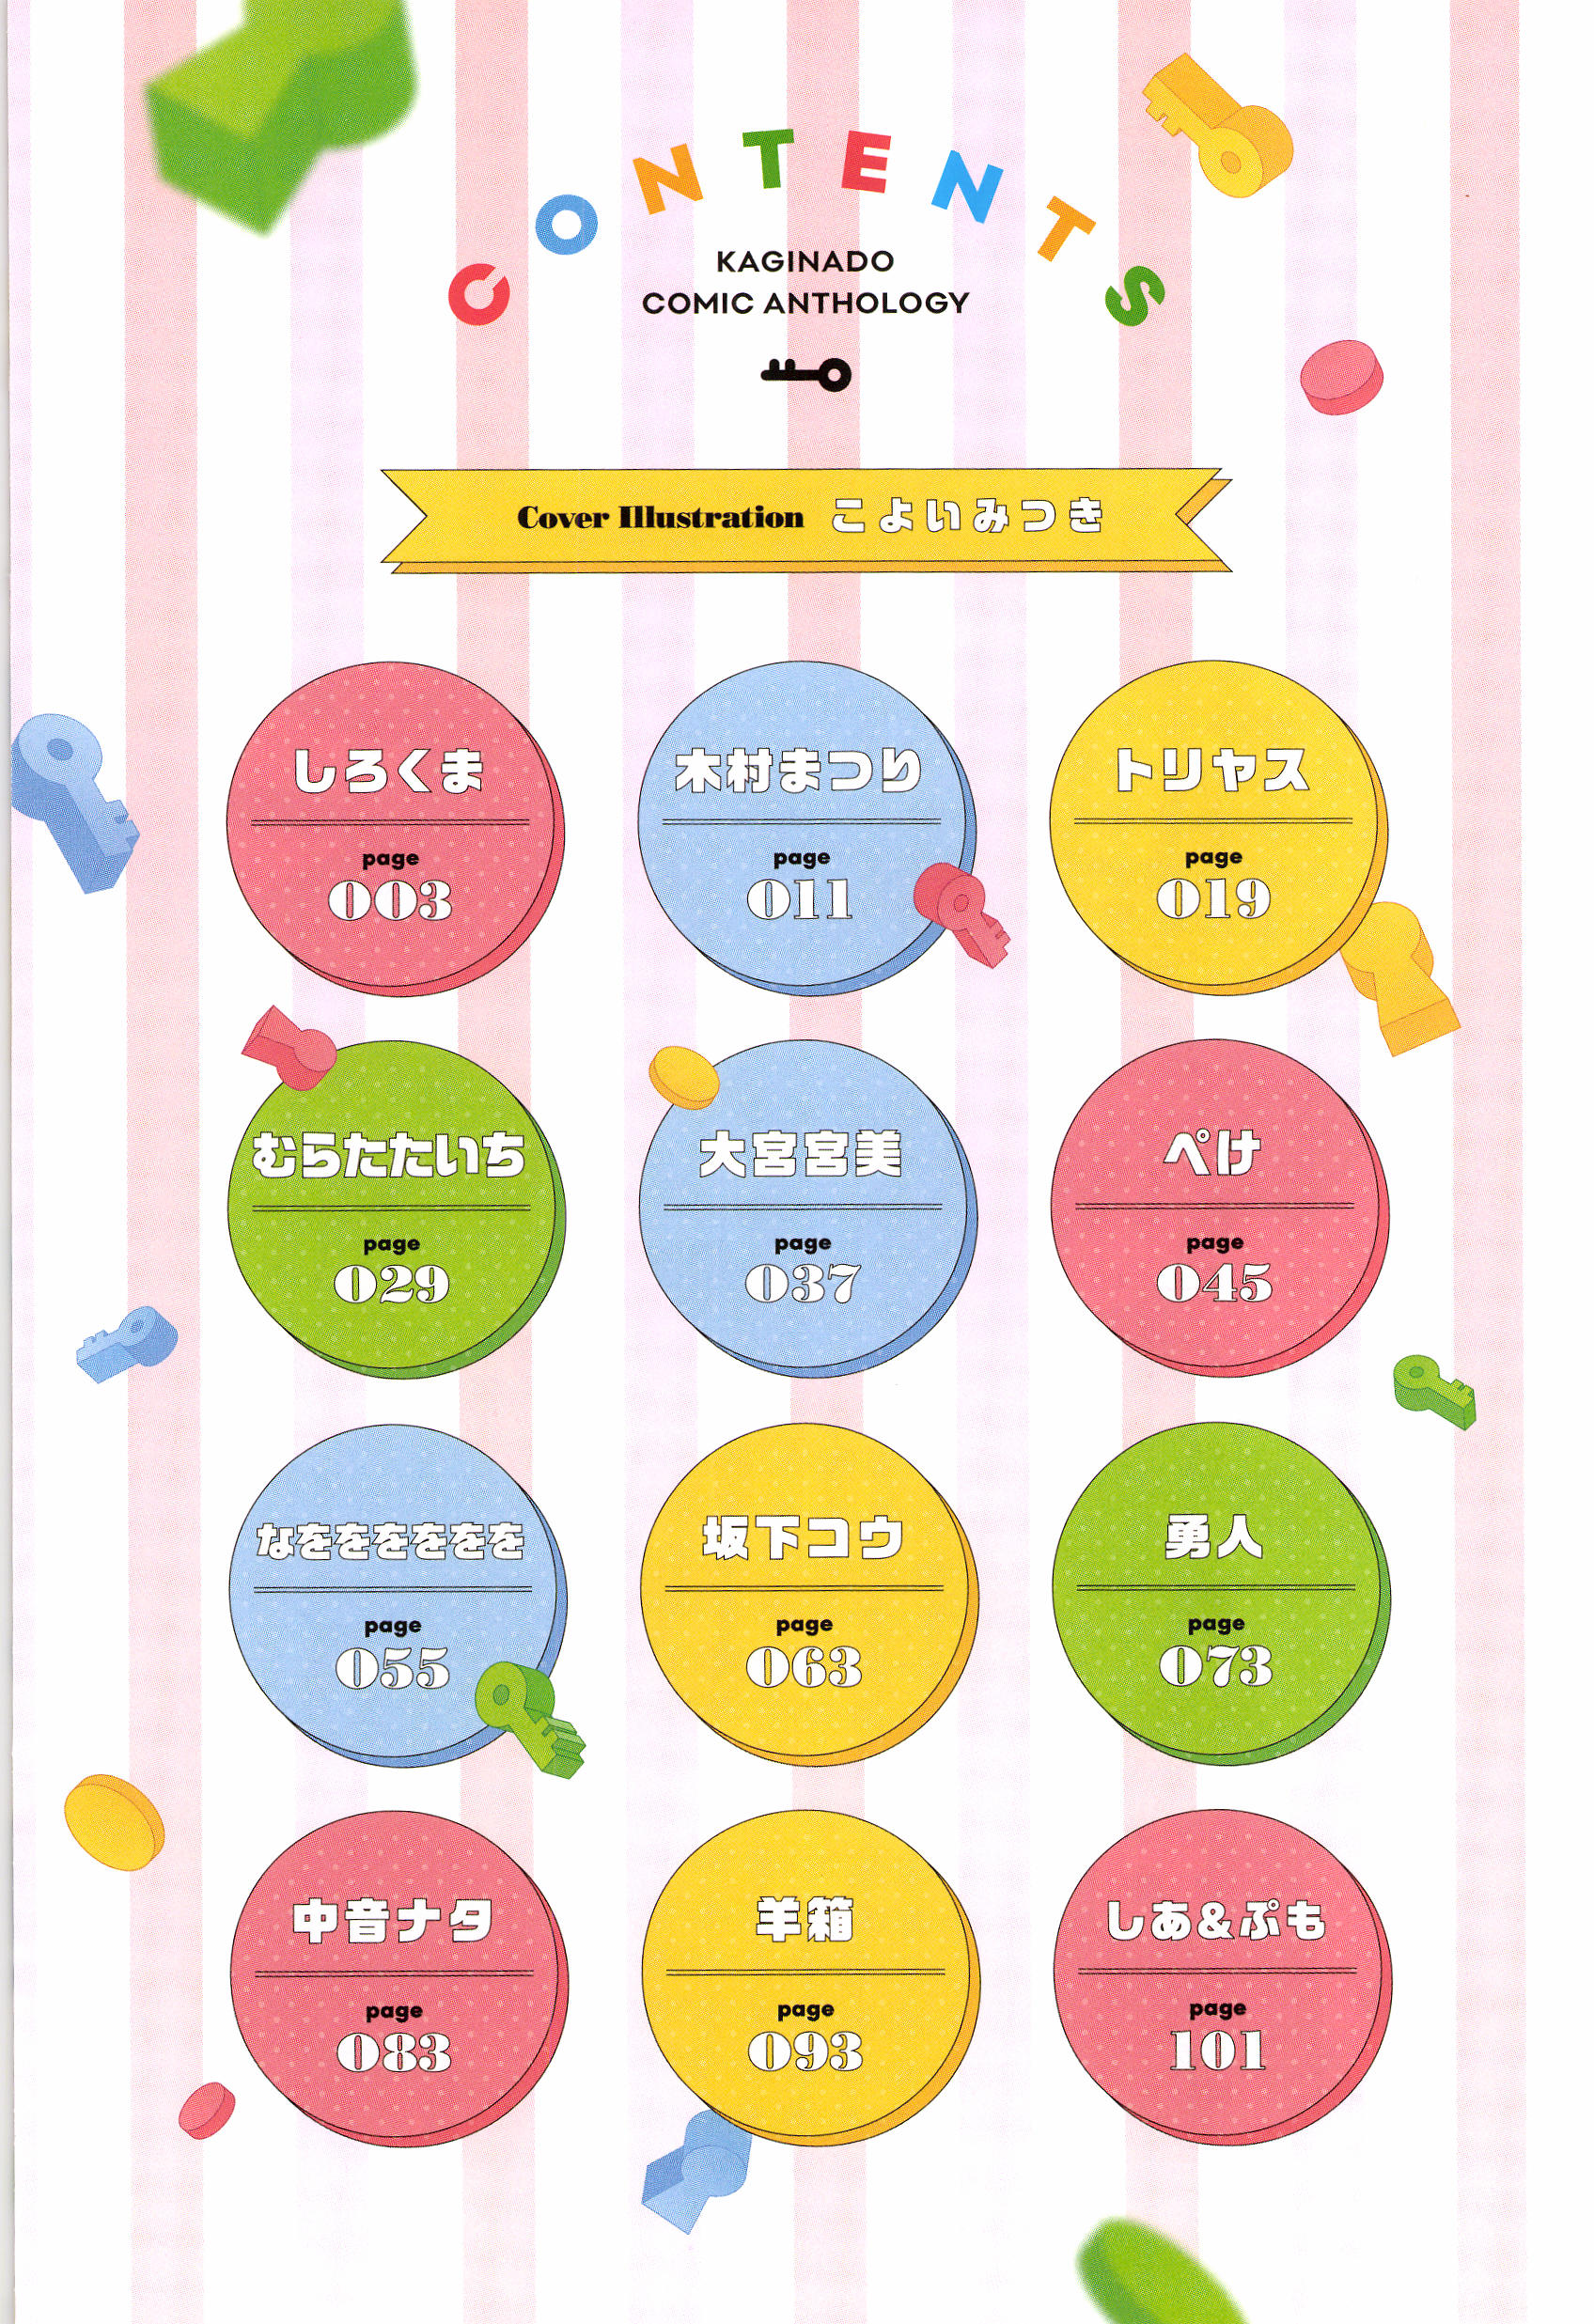 CONTENTS
KAGINADO
COMIC ANTHOLOGY
Cover Illustration こよいみつき
しろくま
page
003
木村まつり
page
011
トリヤス
page
019
むらたたいち
page
029
大宮宮美
page
037
ぺけ
page
045
なををををををを
page
055
坂下コウ
page
063
勇人
page
073
中音ナタ
page
083
羊箱
page
093
しあ&ぷも
page
101